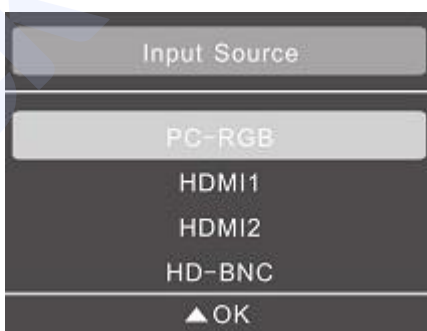 Input Source
PC-RGB
HDMI1
HDMI2
HD-BNC
▲OK